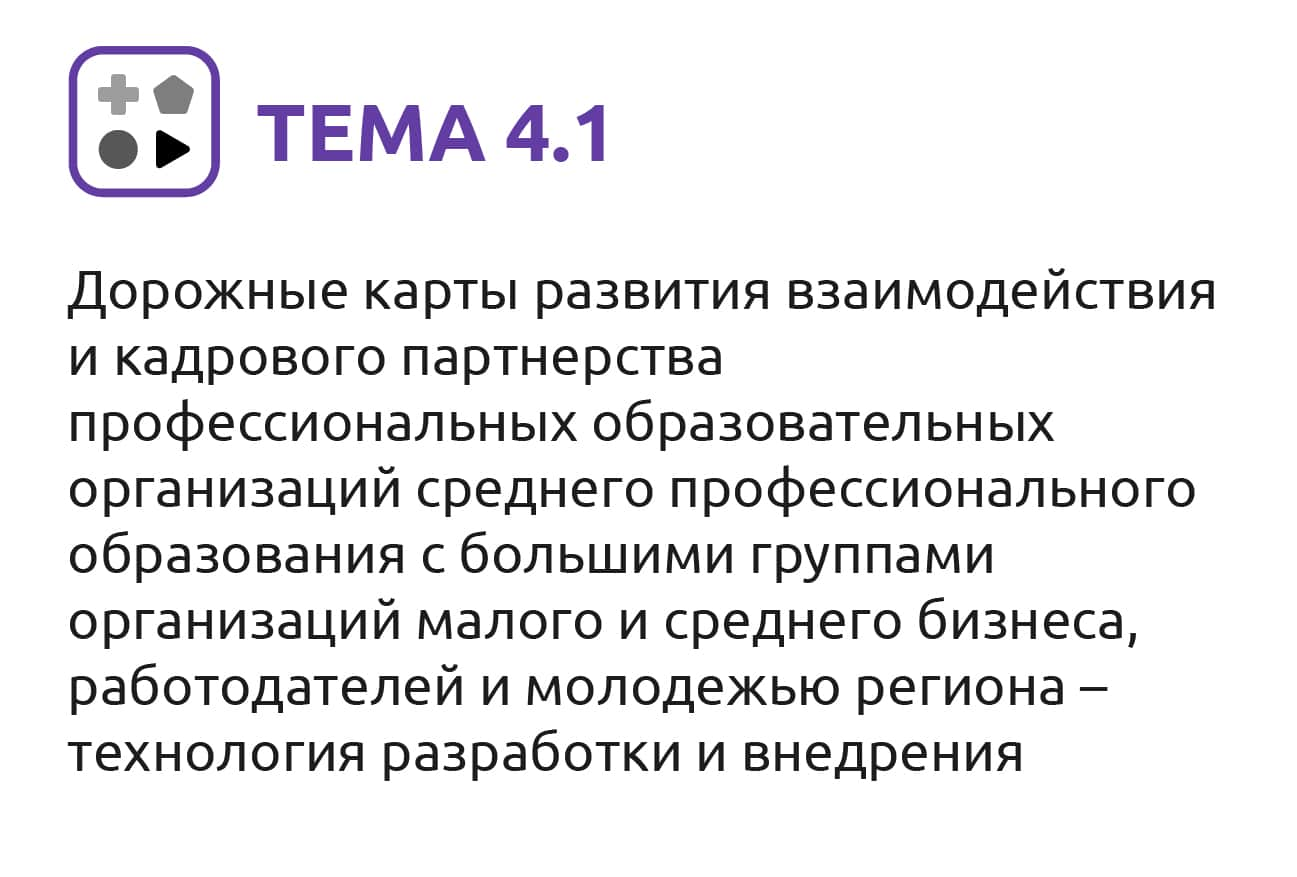 ТЕМА 4.1
Дорожные карты развития взаимодействия
и кадрового партнерства
профессиональных образовательных
организаций среднего профессионального
образования с большими группами
организаций малого и среднего бизнеса,
работодателей и молодежью региона –
технология разработки и внедрения